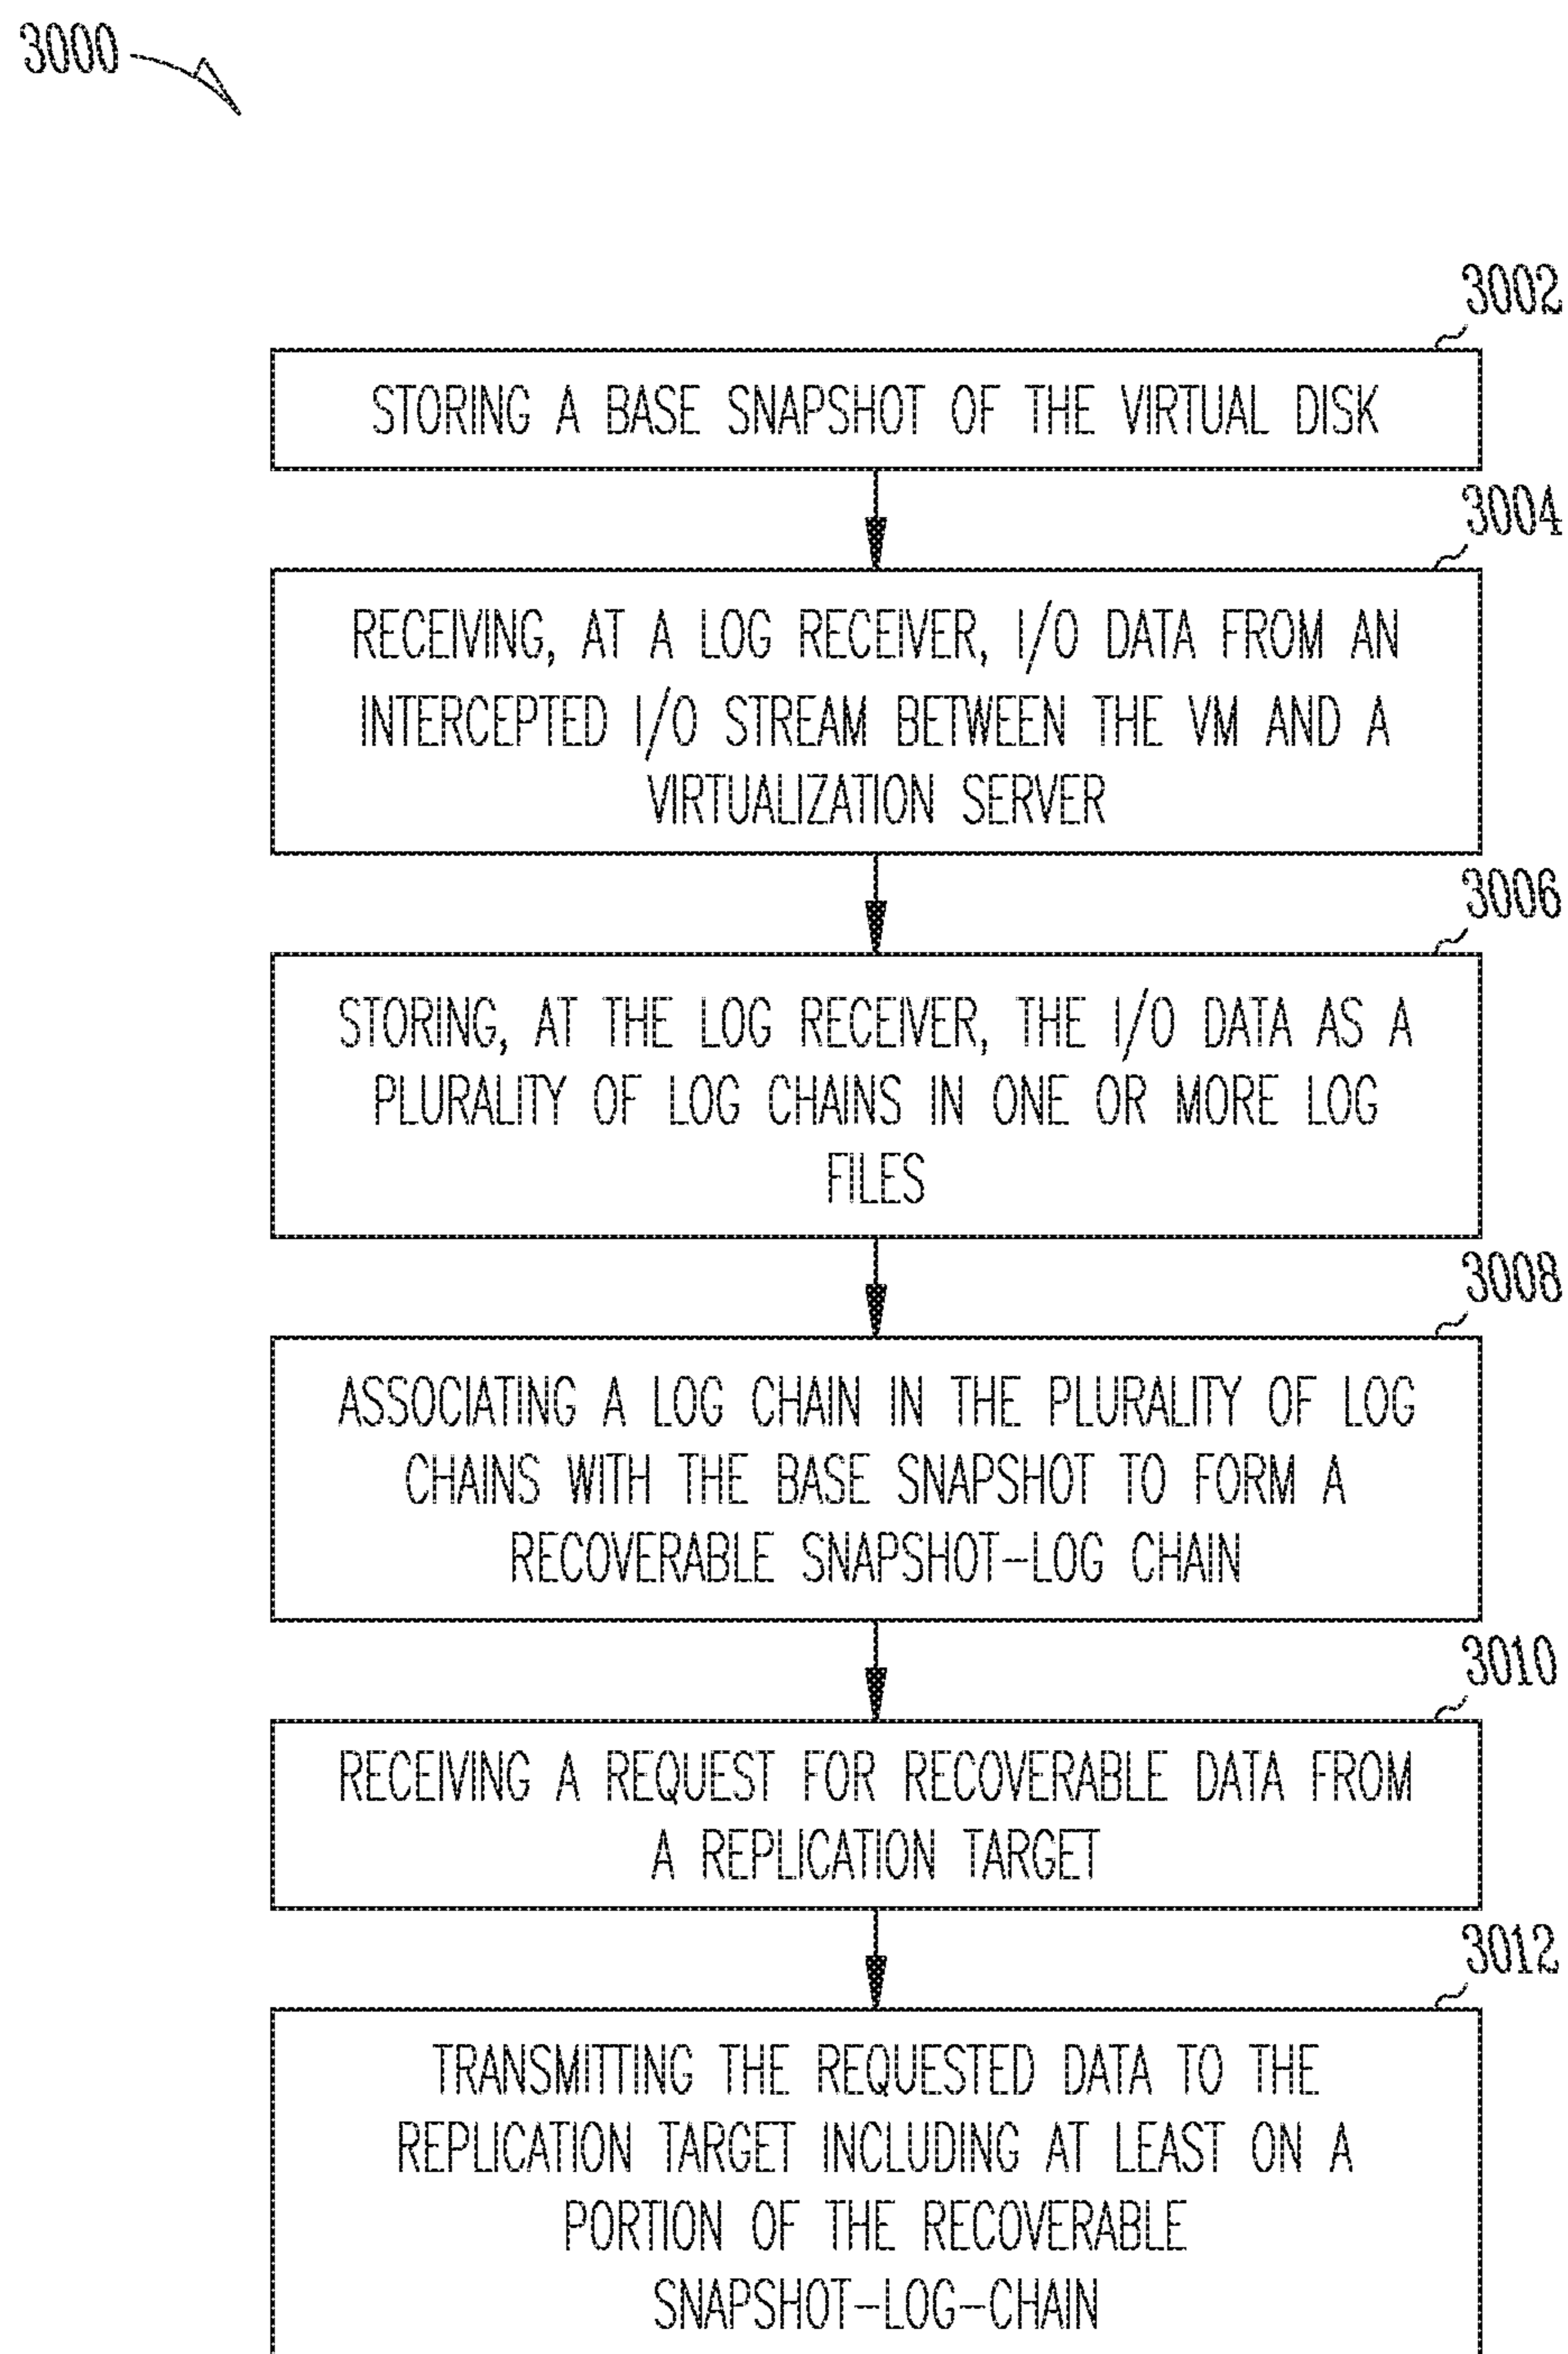 3000
3002
STORING A BASE SNAPSHOT OF THE VIRTUAL DISK
3004
RECEIVING, AT A LOG RECEIVER, I/O DATA FROM AN
INTERCEPTED I/O STREAM BETWEEN THE VM AND A
VIRTUALIZATION SERVER
3006
STORING, AT THE LOG RECEIVER, THE I/O DATA AS A
PLURALITY OF LOG CHAINS IN ONE OR MORE LOG
FILES
3008
ASSOCIATING A LOG CHAIN IN THE PLURALITY OF LOG
CHAINS WITH THE BASE SNAPSHOT TO FORM A
RECOVERABLE SNAPSHOT-LOG CHAIN
3010
RECEIVING A REQUEST FOR RECOVERABLE DATA FROM
A REPLICATION TARGET
3012
TRANSMITTING THE REQUESTED DATA TO THE
REPLICATION TARGET INCLUDING AT LEAST ON A
PORTION OF THE RECOVERABLE
SNAPSHOT-LOG-CHAIN